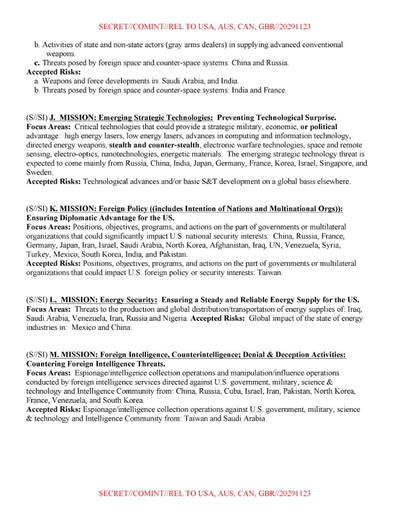 SECRET//COMINT//REL TO USA, AUS, CAN, GBR//20291123
b. Activities of state and non-state actors (gray arms dealers) in supplying advanced conventional
weapons.
c. Threats posed by foreign space and counter-space systems: China and Russia.
Accepted Risks:
a. Weapons and force developments in: Saudi Arabia, and India.
b. Threats posed by foreign space and counter-space systems: India and France.
(S//SI) J. MISSION: Emerging Strategic Technologies: Preventing Technological Surprise.
Focus Areas: Critical technologies that could provide a strategic military, economic, or political
advantage: high energy lasers, low energy lasers, advances in computing and information technology,
directed energy weapons, stealth and counter-stealth, electronic warfare technologies, space and remote
sensing, electro-optics, nanotechnologies, energetic materials. The emerging strategic technology threat is
expected to come mainly from Russia, China, India, Japan, Germany, France, Korea, Israel, Singapore, and
Sweden.
Accepted Risks: Technological advances and/or basic S&T development on a global basis elsewhere.
(S//SI) K. MISSION: Foreign Policy ((includes Intention of Nations and Multinational Orgs)):
Ensuring Diplomatic Advantage for the US.
Focus Areas: Positions, objectives, programs, and actions on the part of governments or multilateral
organizations that could significantly impact U.S. national security interests: China, Russia, France,
Germany, Japan, Iran, Israel, Saudi Arabia, North Korea, Afghanistan, Iraq, UN, Venezuela, Syria,
Turkey, Mexico, South Korea, India, and Pakistan.
Accepted Risks: Positions, objectives, programs, and actions on the part of governments or multilateral
organizations that could impact U.S. foreign policy or security interests: Taiwan.
(S//SI) L. MISSION: Energy Security: Ensuring a Steady and Reliable Energy Supply for the US.
Focus Areas: Threats to the production and global distribution/transportation of energy supplies of: Iraq,
Saudi Arabia, Venezuela, Iran, Russia and Nigeria. Accepted Risks: Global impact of the state of energy
industries in: Mexico and China.
(S//SI) M. MISSION: Foreign Intelligence, Counterintelligence; Denial & Deception Activities:
Countering Foreign Intelligence Threats.
Focus Areas: Espionage/intelligence collection operations and manipulation/influence operations
conducted by foreign intelligence services directed against U.S. government, military, science &
technology and Intelligence Community from: China, Russia, Cuba, Israel, Iran, Pakistan, North Korea,
France, Venezuela, and South Korea.
Accepted Risks: Espionage/intelligence collection operations against U.S. government, military, science
& technology and Intelligence Community from: Taiwan and Saudi Arabia.
SECRET//COMINT//REL TO USA, AUS, CAN, GBR//20291123